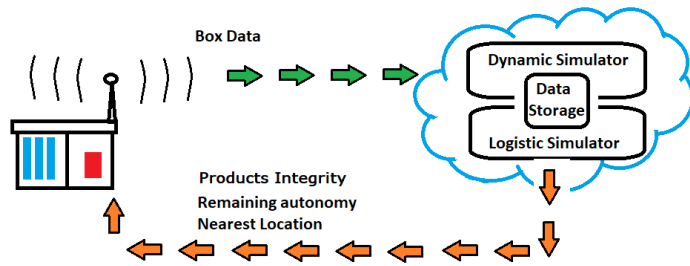 Box Data
Dynamic Simulator
Data
Storage
Logistic Simulator
Products Integrity
Remaining autonomy
Nearest Location